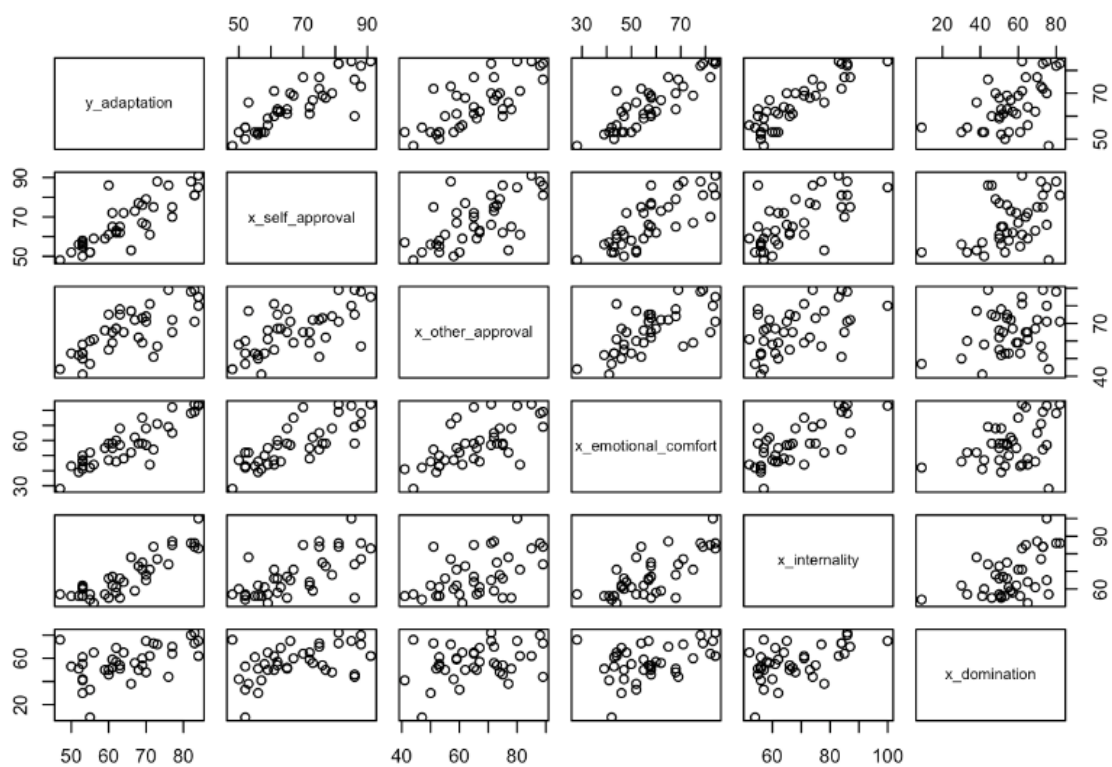 50 70 90
30 50 70
20 40 60 80
y_adaptation
50 70
50 70 90
x_self_approval
x_other_approval
40 70
30 60
x_emotional_comfort
x_internality
60 90
20 60
x_domination
50 60 70 80
40 60 80
60 80 100